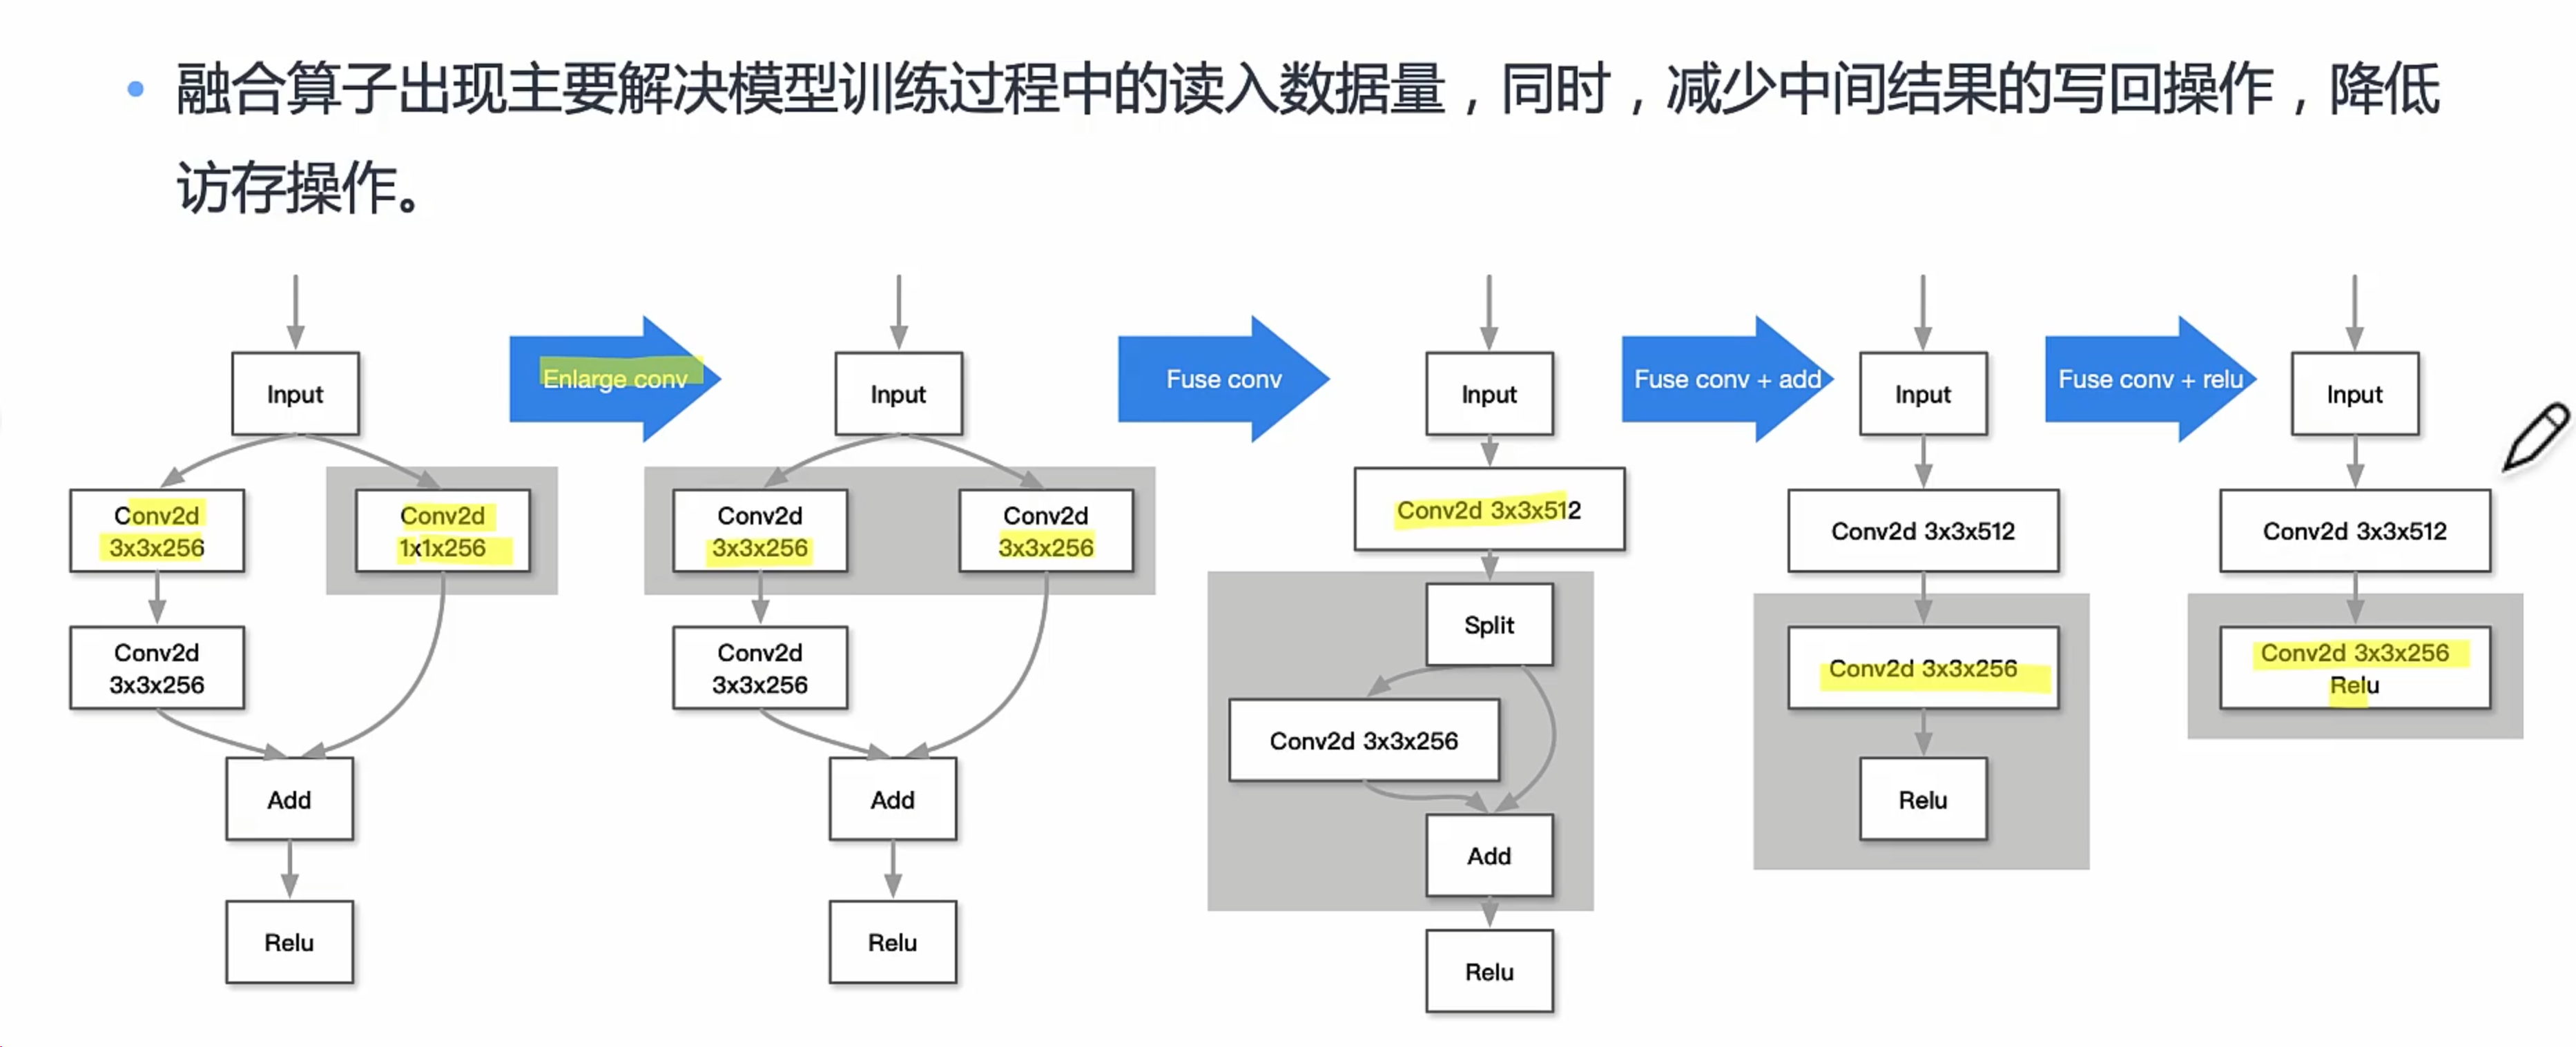 融合算子出现主要解决模型训练过程中的读入数据量，同时，减少中间结果的写回操作，降低
访存操作。
Input
Conv2d
3x3x256
Conv2d
1x1x256
Conv2d
3x3x256
Add
Relu
Enlarge conv
Input
Conv2d
3x3x256
Conv2d
3x3x256
Conv2d
3x3x256
Add
Relu
Fuse conv
Input
Conv2d 3x3x512
Split
Conv2d 3x3x256
Add
Relu
Fuse conv + add
Input
Conv2d 3x3x512
Conv2d 3x3x256
Relu
Fuse conv + relu
Input
Conv2d 3x3x512
Conv2d 3x3x256
Relu